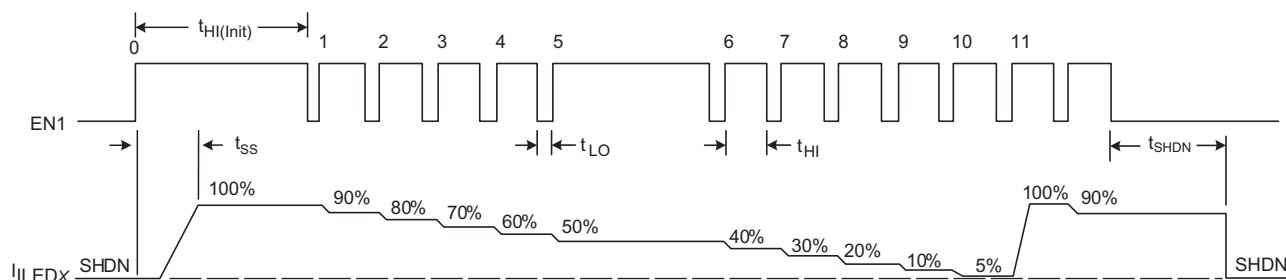 tHI(Init)
0 1 2 3 4 5 6 7 8 9 10 11
EN1
tSS tLO tHI tSHDN
100% 90% 80% 70% 60% 50% 40% 30% 20% 10% 5% 100% 90%
IILEDX SHDN SHDN